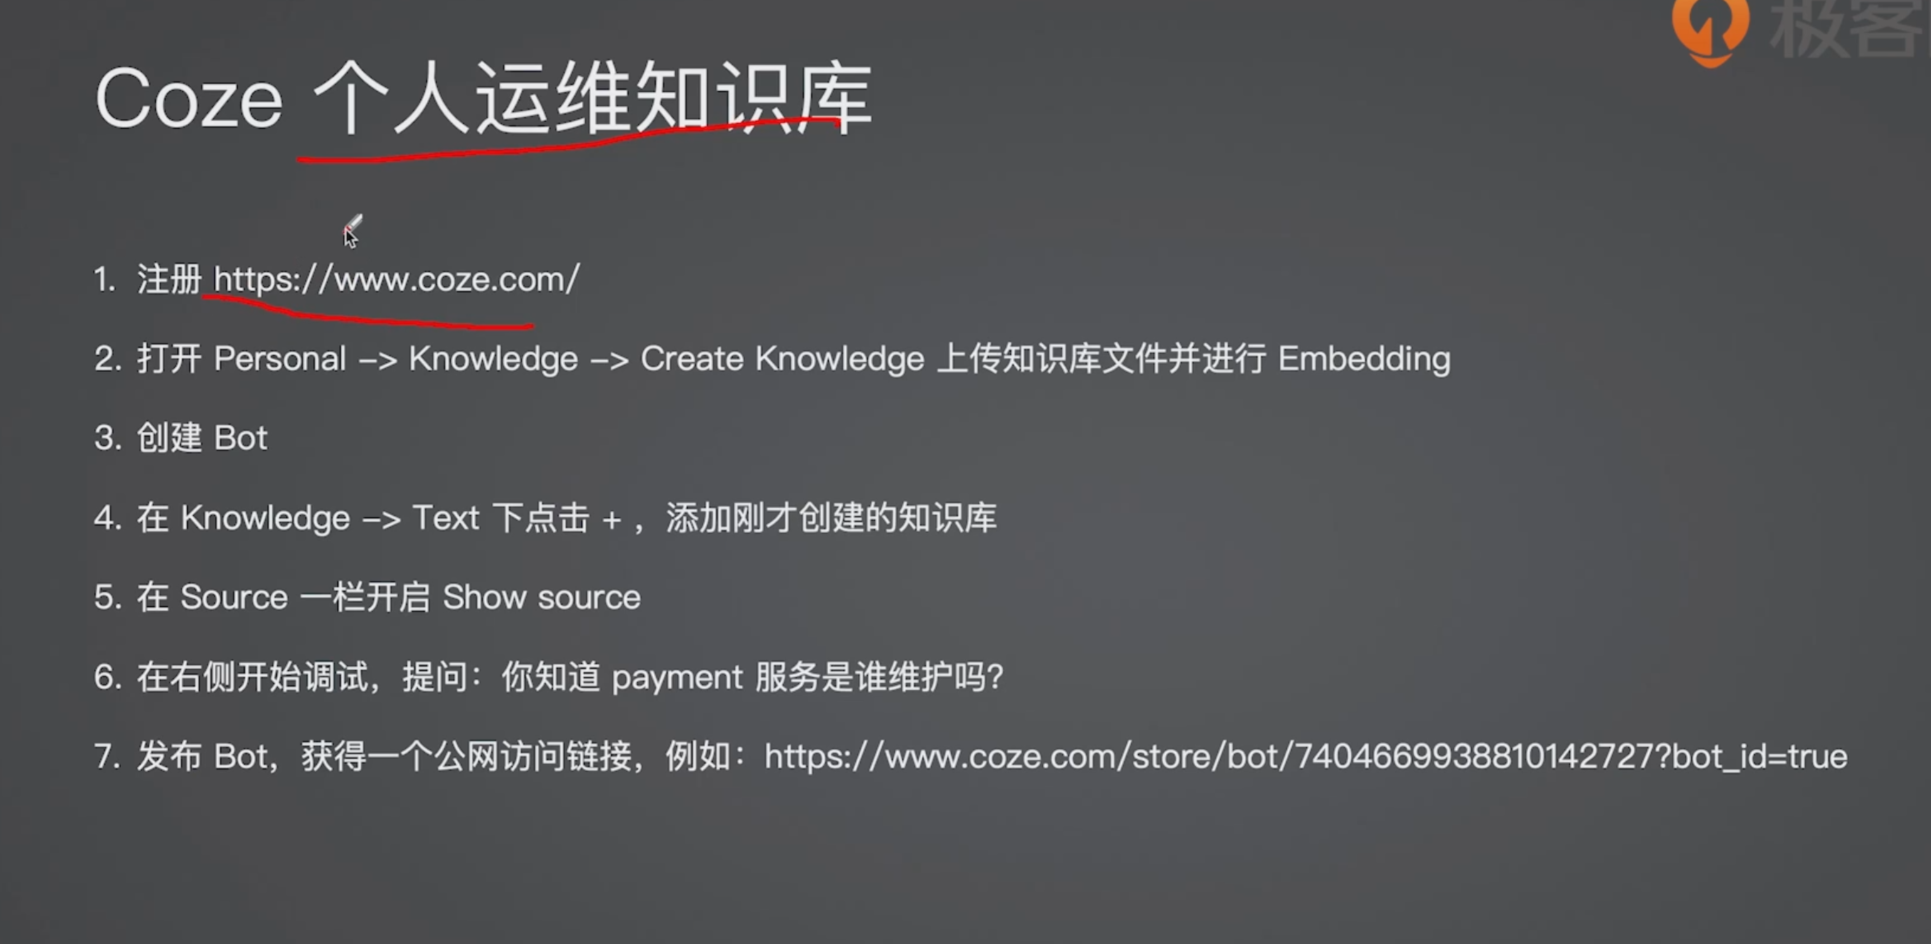 极客
Coze 个人运维知识库
1. 注册 https://www.coze.com/
2. 打开 Personal –> Knowledge –> Create Knowledge 上传知识库文件并进行 Embedding
3. 创建 Bot
4. 在 Knowledge –> Text 下点击 + ，添加刚才创建的知识库
5. 在 Source 一栏开启 Show source
6. 在右侧开始调试，提问：你知道 payment 服务是谁维护吗？
7. 发布 Bot，获得一个公网访问链接，例如：https://www.coze.com/store/bot/7404669938810142727?bot_id=true